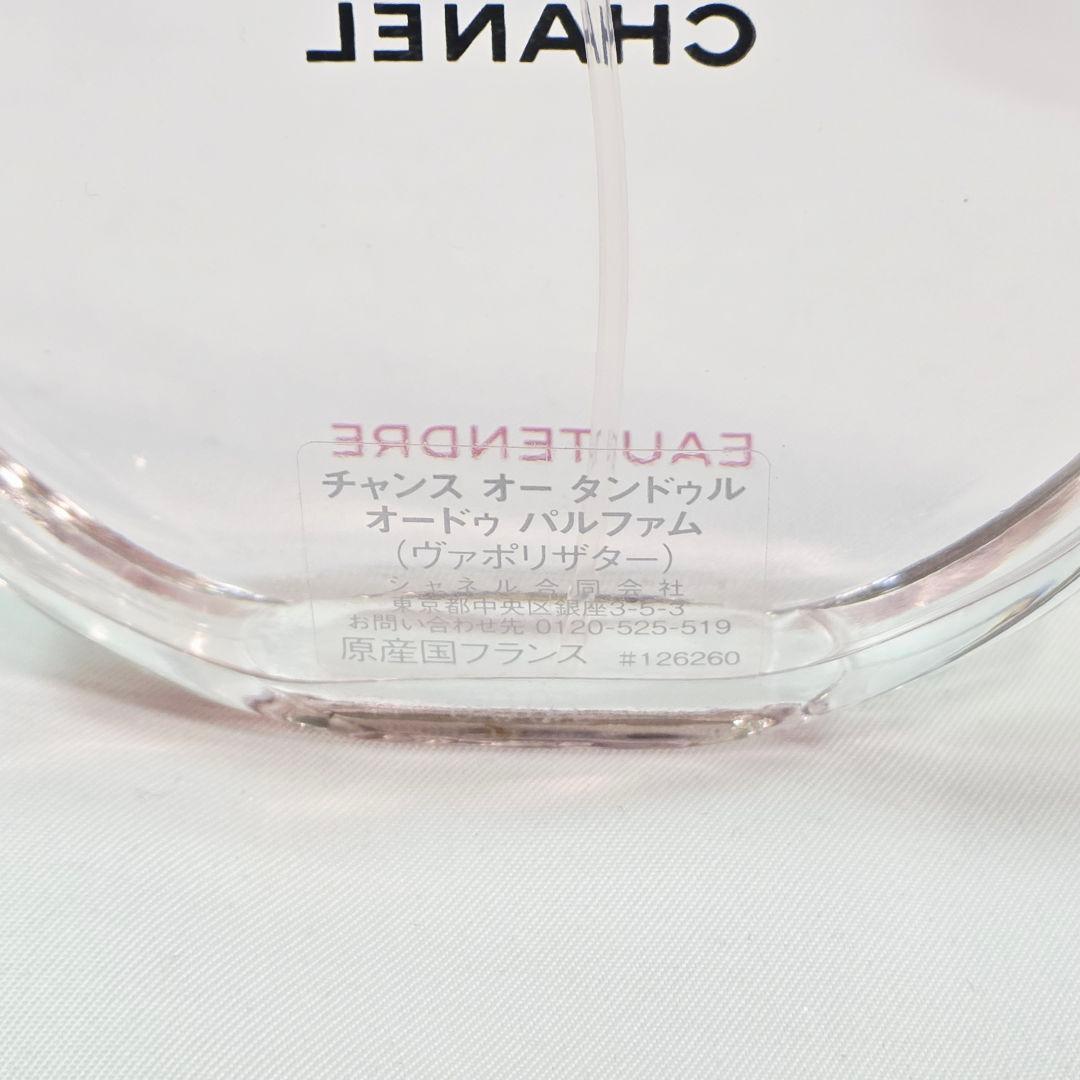 CHANEL
EAU TENDRE
チャンス オー タンドゥル
オードゥ パルファム
(ヴァポリザター)
シャネル合同会社
東京都中央区銀座3-5-3
お問い合わせ先 0120-525-519
原産国フランス #126260